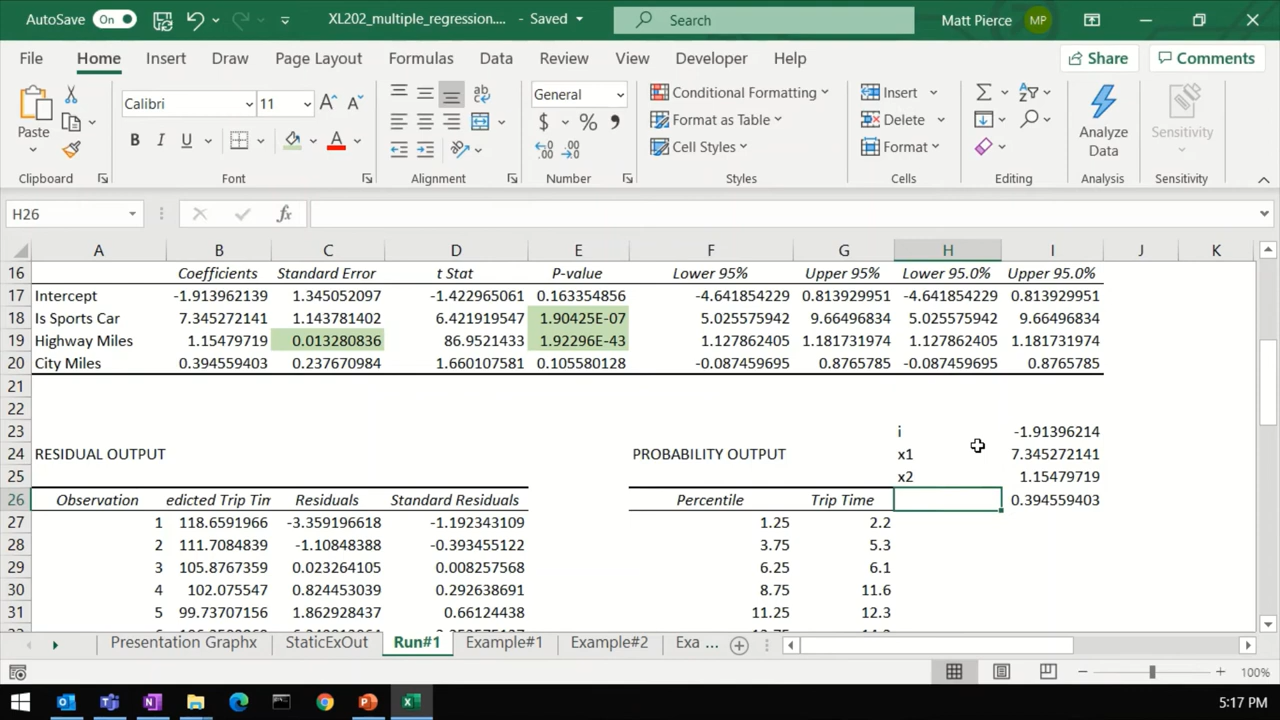 AutoSave On XL202_multiple_regression.... - Saved Search Matt Pierce MP
File Home Insert Draw Page Layout Formulas Data Review View Developer Help Share Comments
Calibri 11 General Conditional Formatting Insert
Paste B I U $ % Format as Table Delete Analyze Data Sensitivity
Cell Styles Format
Clipboard Font Alignment Number Styles Cells Editing Analysis Sensitivity
H26 fx
A B C D E F G H I J K
16 Coefficients Standard Error t Stat P-value Lower 95% Upper 95% Lower 95.0% Upper 95.0%
17 Intercept -1.913962139 1.345052097 -1.422965061 0.163354856 -4.641854229 0.813929951 -4.641854229 0.813929951
18 Is Sports Car 7.345272141 1.143781402 6.421919547 1.90425E-07 5.025575942 9.66496834 5.025575942 9.66496834
19 Highway Miles 1.15479719 0.013280836 86.9521433 1.92296E-43 1.127862405 1.181731974 1.127862405 1.181731974
20 City Miles 0.394559403 0.237670984 1.660107581 0.105580128 -0.087459695 0.8765785 -0.087459695 0.8765785
21
22
23 i -1.91396214
24 RESIDUAL OUTPUT PROBABILITY OUTPUT x1 7.345272141
25 x2 1.15479719
26 Observation edicted Trip Tin Residuals Standard Residuals Percentile Trip Time 0.394559403
27 1 118.6591966 -3.359196618 -1.192343109 1.25 2.2
28 2 111.7084839 -1.10848388 -0.393455122 3.75 5.3
29 3 105.8767359 0.023264105 0.008257568 6.25 6.1
30 4 102.075547 0.824453039 0.292638691 8.75 11.6
31 5 99.73707156 1.862928437 0.66124438 11.25 12.3
Presentation Graphx StaticExOut Run#1 Example#1 Example#2 Exa ...
100%
5:17 PM